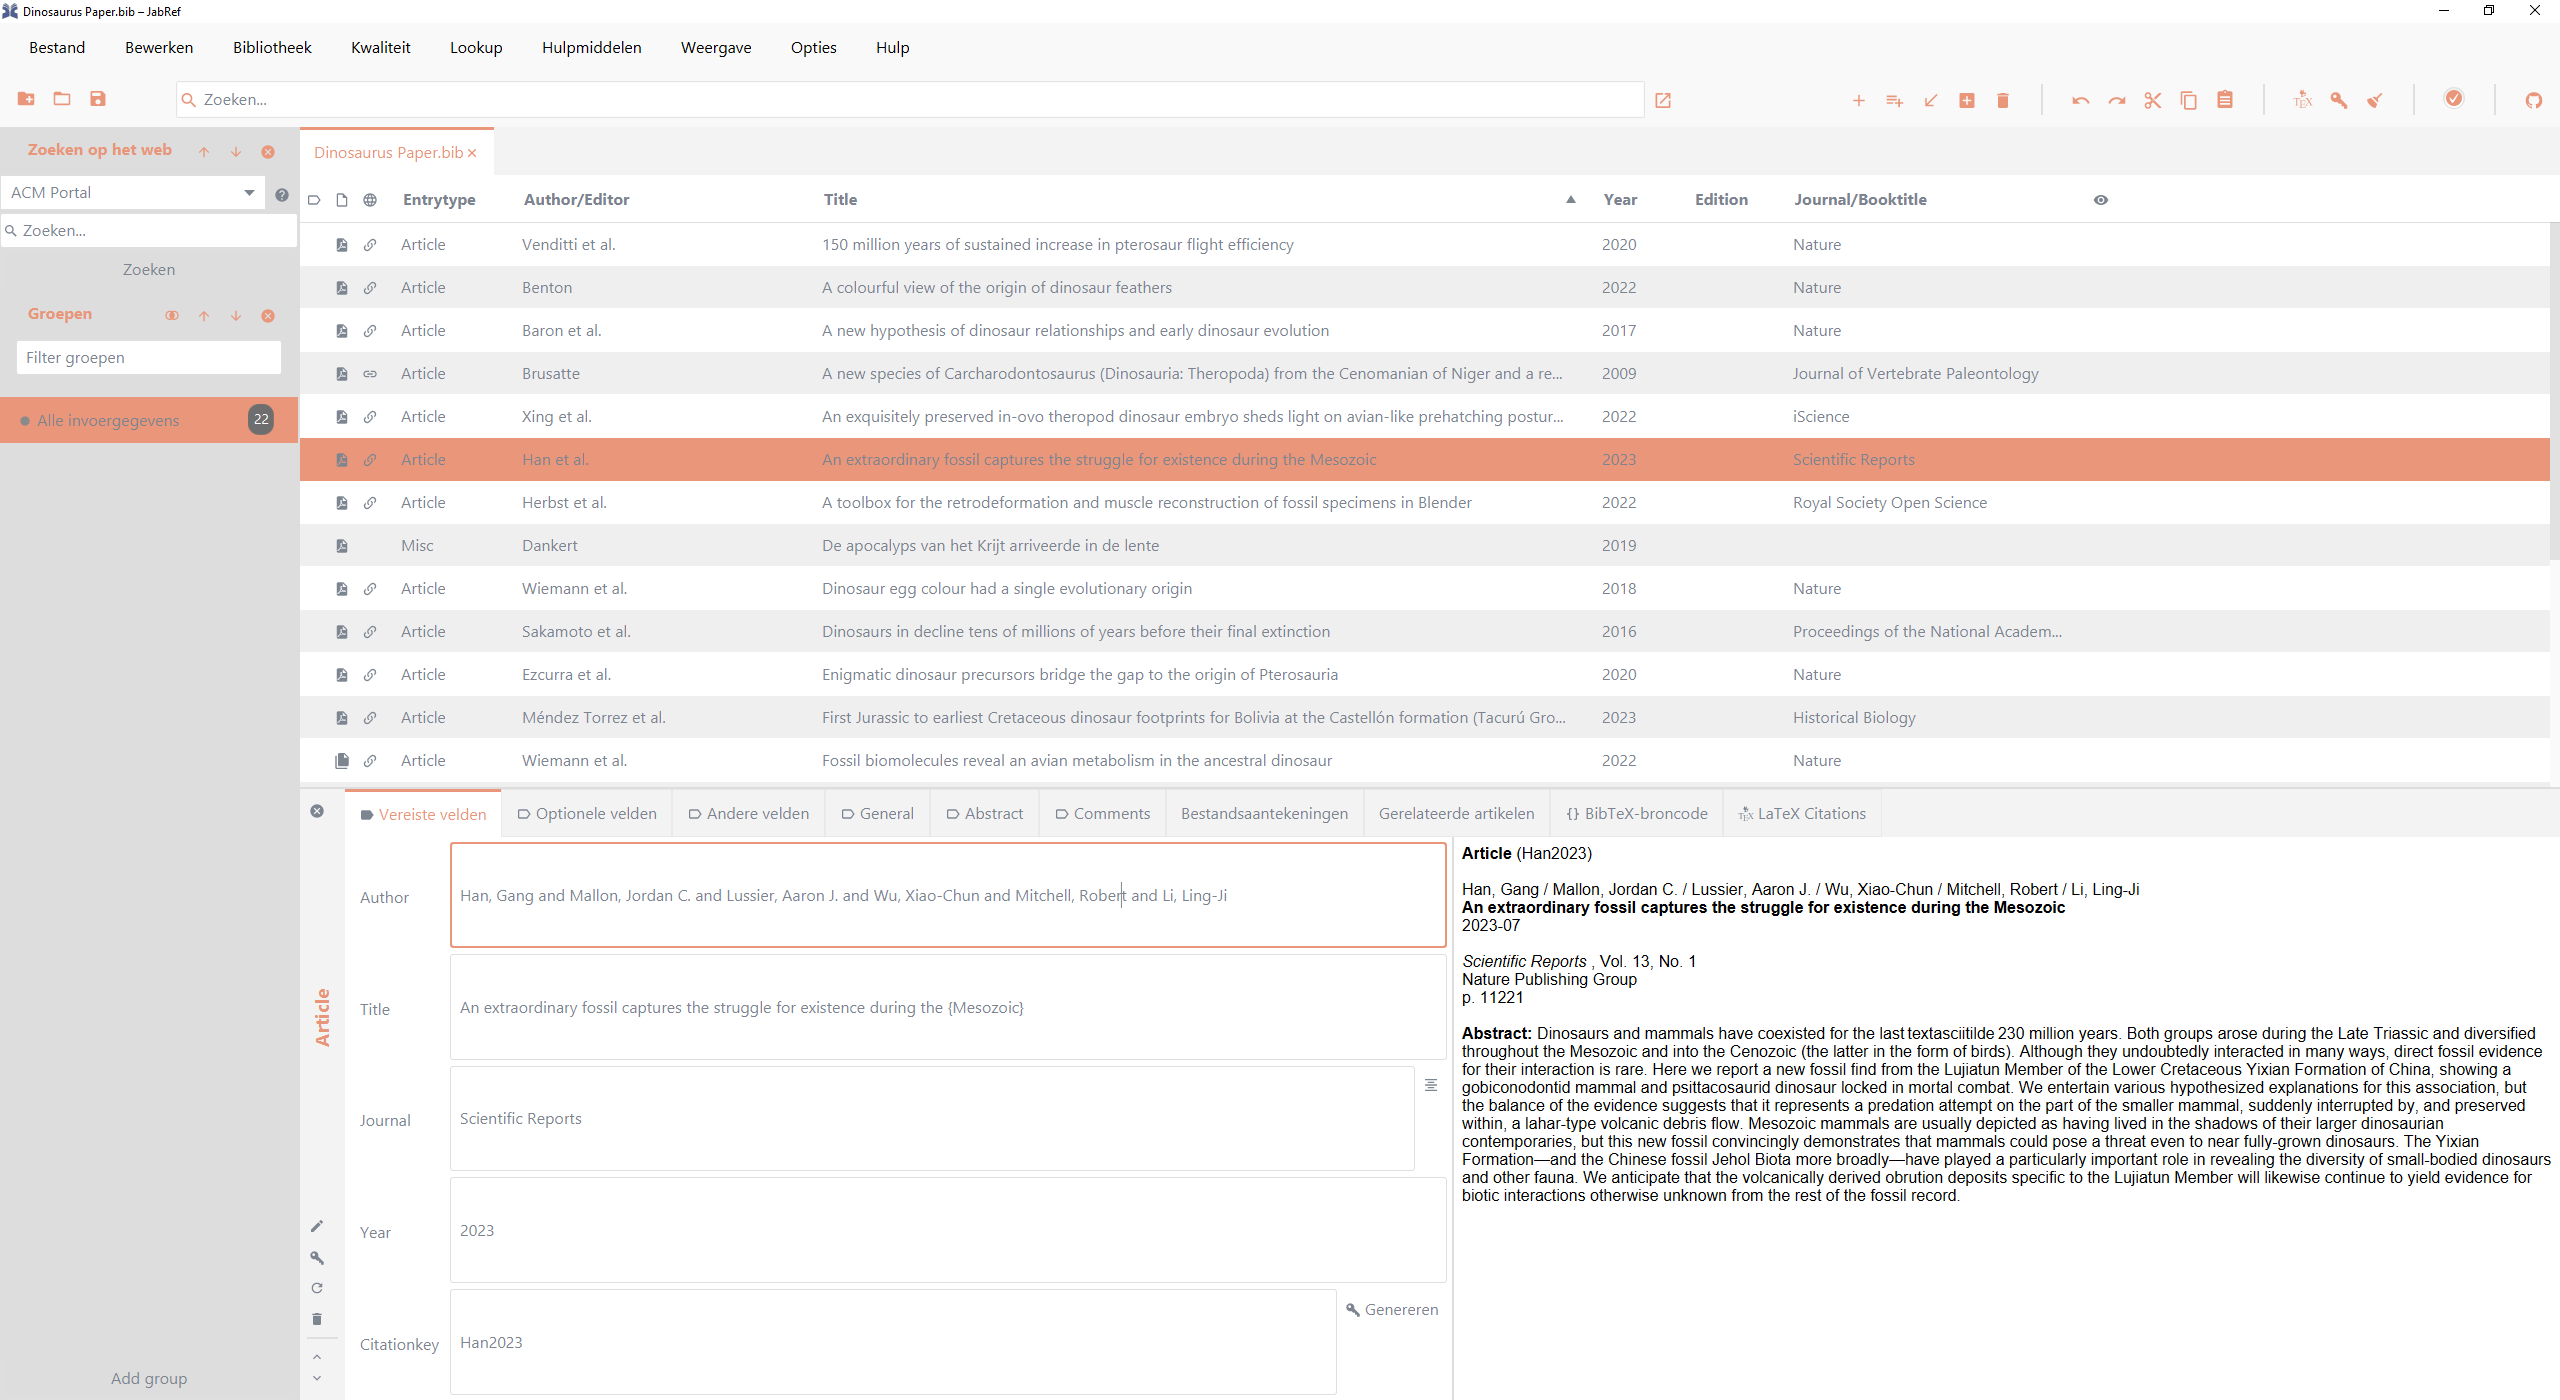 Dinosaurus Paper.bib – JabRef
Bestand Bewerken Bibliotheek Kwaliteit Lookup Hulpmiddelen Weergave Opties Hulp
Zoeken...
Zoeken op het web
ACM Portal
Zoeken...
Zoeken
Groepen
Filter groepen
Alle invoergegevens 22
Add group
Dinosaurus Paper.bib
Entrytype Author/Editor Title Year Edition Journal/Booktitle
Article Venditti et al. 150 million years of sustained increase in pterosaur flight efficiency 2020 Nature
Article Benton A colourful view of the origin of dinosaur feathers 2022 Nature
Article Baron et al. A new hypothesis of dinosaur relationships and early dinosaur evolution 2017 Nature
Article Brusatte A new species of Carcharodontosaurus (Dinosauria: Theropoda) from the Cenomanian of Niger and a re... 2009 Journal of Vertebrate Paleontology
Article Xing et al. An exquisitely preserved in-ovo theropod dinosaur embryo sheds light on avian-like prehatching postur... 2022 iScience
Article Han et al. An extraordinary fossil captures the struggle for existence during the Mesozoic 2023 Scientific Reports
Article Herbst et al. A toolbox for the retrodeformation and muscle reconstruction of fossil specimens in Blender 2022 Royal Society Open Science
Misc Dankert De apocalyps van het Krijt arriveerde in de lente 2019
Article Wiemann et al. Dinosaur egg colour had a single evolutionary origin 2018 Nature
Article Sakamoto et al. Dinosaurs in decline tens of millions of years before their final extinction 2016 Proceedings of the National Academ...
Article Ezcurra et al. Enigmatic dinosaur precursors bridge the gap to the origin of Pterosauria 2020 Nature
Article Méndez Torrez et al. First Jurassic to earliest Cretaceous dinosaur footprints for Bolivia at the Castellón formation (Tacurú Gro... 2023 Historical Biology
Article Wiemann et al. Fossil biomolecules reveal an avian metabolism in the ancestral dinosaur 2022 Nature
Vereiste velden Optionele velden Andere velden General Abstract Comments Bestandsaantekeningen Gerelateerde artikelen {} BibTeX-broncode LaTeX Citations
Article
Author Han, Gang and Mallon, Jordan C. and Lussier, Aaron J. and Wu, Xiao-Chun and Mitchell, Robert and Li, Ling-Ji
Title An extraordinary fossil captures the struggle for existence during the {Mesozoic}
Journal Scientific Reports
Year 2023
Citationkey Han2023 Genereren
Article (Han2023)
Han, Gang / Mallon, Jordan C. / Lussier, Aaron J. / Wu, Xiao-Chun / Mitchell, Robert / Li, Ling-Ji
An extraordinary fossil captures the struggle for existence during the Mesozoic
2023-07
Scientific Reports , Vol. 13, No. 1
Nature Publishing Group
p. 11221
Abstract: Dinosaurs and mammals have coexisted for the last textasciitilde 230 million years. Both groups arose during the Late Triassic and diversified
throughout the Mesozoic and into the Cenozoic (the latter in the form of birds). Although they undoubtedly interacted in many ways, direct fossil evidence
for their interaction is rare. Here we report a new fossil find from the Lujiatun Member of the Lower Cretaceous Yixian Formation of China, showing a
gobiconodontid mammal and psittacosaurid dinosaur locked in mortal combat. We entertain various hypothesized explanations for this association, but
the balance of the evidence suggests that it represents a predation attempt on the part of the smaller mammal, suddenly interrupted by, and preserved
within, a lahar-type volcanic debris flow. Mesozoic mammals are usually depicted as having lived in the shadows of their larger dinosaurian
contemporaries, but this new fossil convincingly demonstrates that mammals could pose a threat even to near fully-grown dinosaurs. The Yixian
Formation—and the Chinese fossil Jehol Biota more broadly—have played a particularly important role in revealing the diversity of small-bodied dinosaurs
and other fauna. We anticipate that the volcanically derived obrution deposits specific to the Lujiatun Member will likewise continue to yield evidence for
biotic interactions otherwise unknown from the rest of the fossil record.